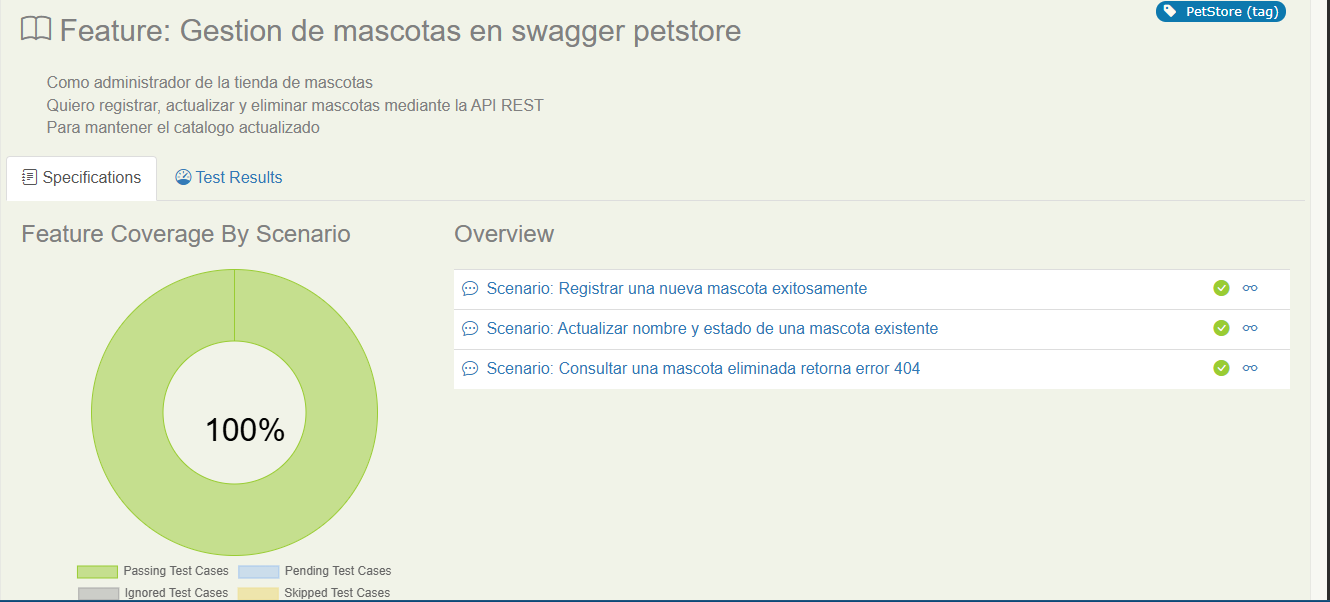 PetStore (tag)
Feature: Gestion de mascotas en swagger petstore
Como administrador de la tienda de mascotas
Quiero registrar, actualizar y eliminar mascotas mediante la API REST
Para mantener el catalogo actualizado
Specifications
Test Results
Feature Coverage By Scenario
Overview
Scenario: Registrar una nueva mascota exitosamente
Scenario: Actualizar nombre y estado de una mascota existente
Scenario: Consultar una mascota eliminada retorna error 404
100%
Passing Test Cases
Pending Test Cases
Ignored Test Cases
Skipped Test Cases